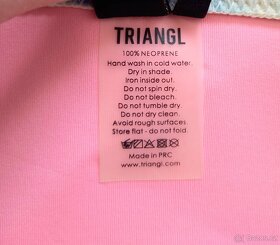 TRIANGL
100% NEOPRENE
Hand wash in cold water.
Dry in shade.
Iron inside out.
Do not spin dry.
Do not bleach.
Do not tumble dry.
Do not dry clean.
Avoid rough surfaces.
Store flat - do not fold
Made in PRC
www.triangl.com